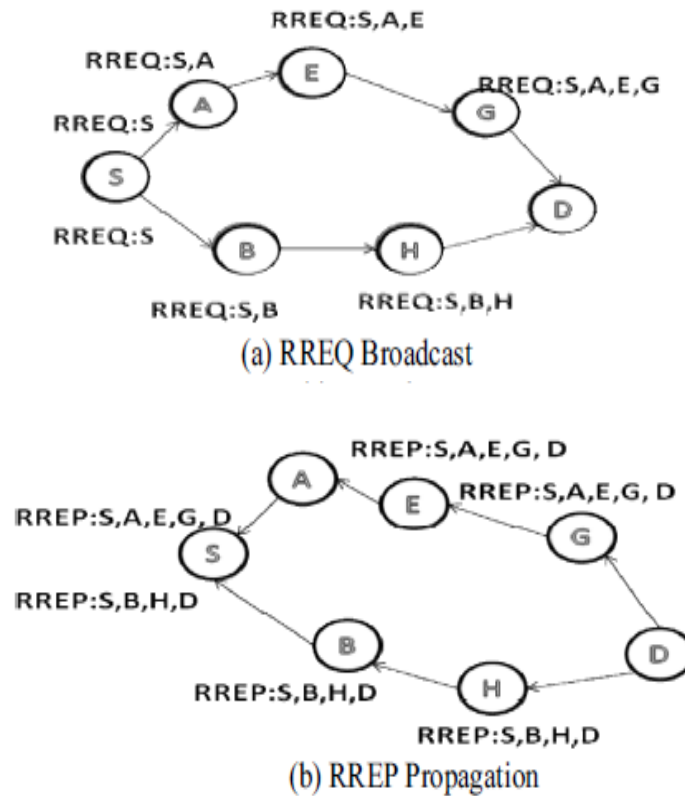 RREQ:S,A,E
RREQ:S,A
E
RREQ:S,A,E,G
A
G
RREQ:S
S
D
RREQ:S
B
H
RREQ:S,B
RREQ:S,B,H
(a) RREQ Broadcast
RREP:S,A,E,G, D
A
RREP:S,A,E,G, D
E
RREP:S,A,E,G, D
G
S
RREP:S,B,H,D
B
D
RREP:S,B,H,D
H
RREP:S,B,H,D
(b) RREP Propagation